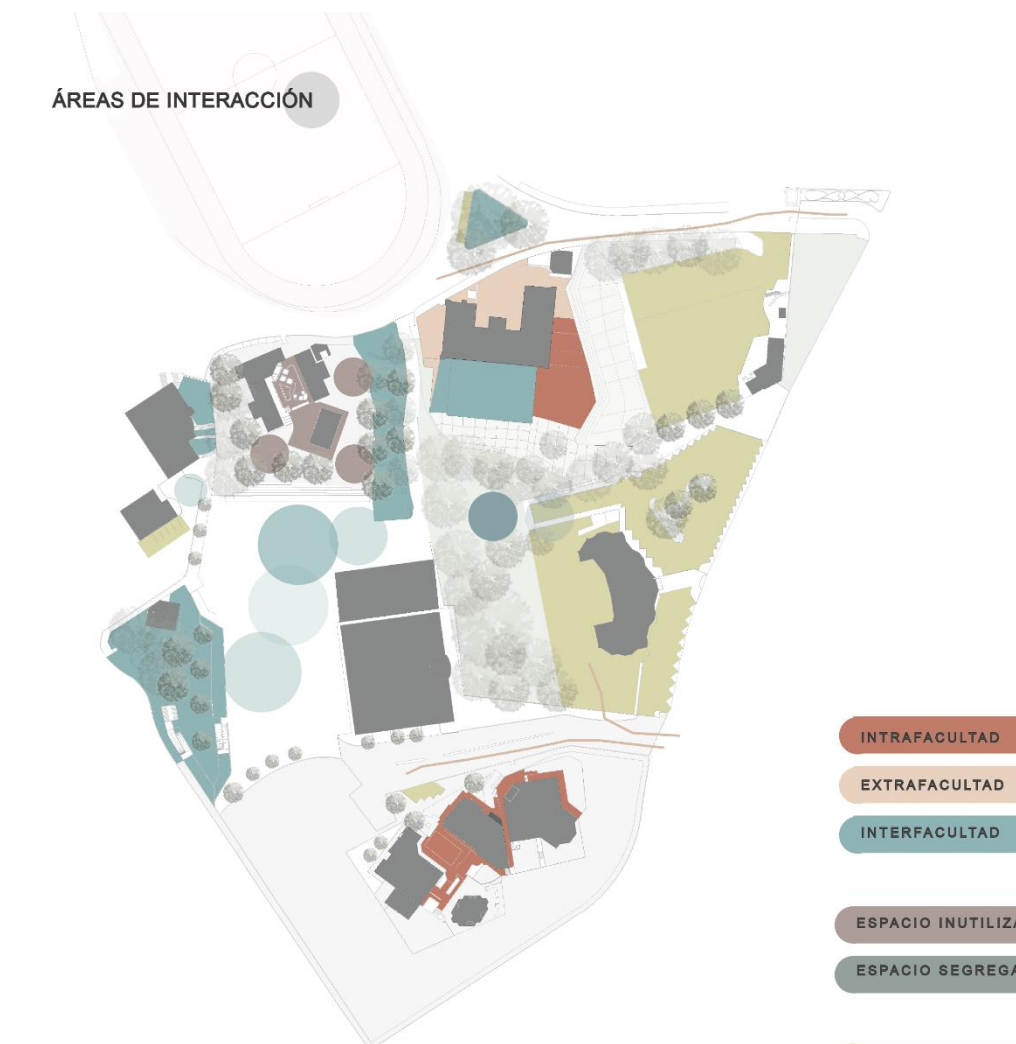 ÁREAS DE INTERACCIÓN
INTRAFACULTAD
EXTRAFACULTAD
INTERFACULTAD
ESPACIO INUTILIZA
ESPACIO SEGREGA